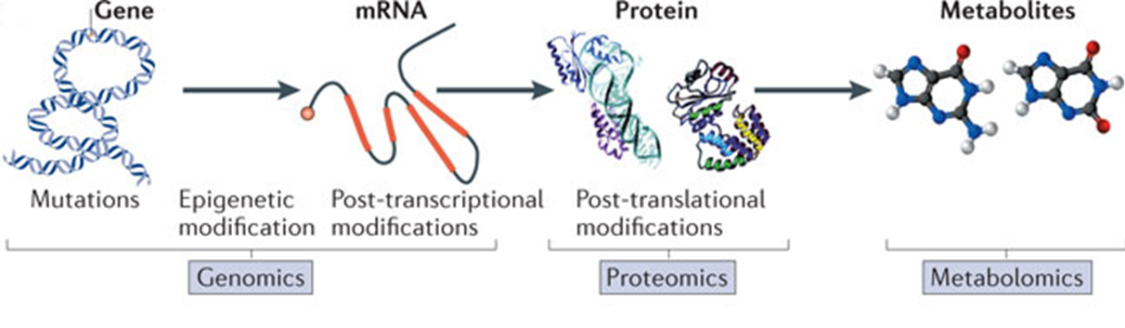 Gene
mRNA
Protein
Metabolites
Mutations
Epigenetic
modification
Post-transcriptional
modifications
Post-translational
modifications
Genomics
Proteomics
Metabolomics